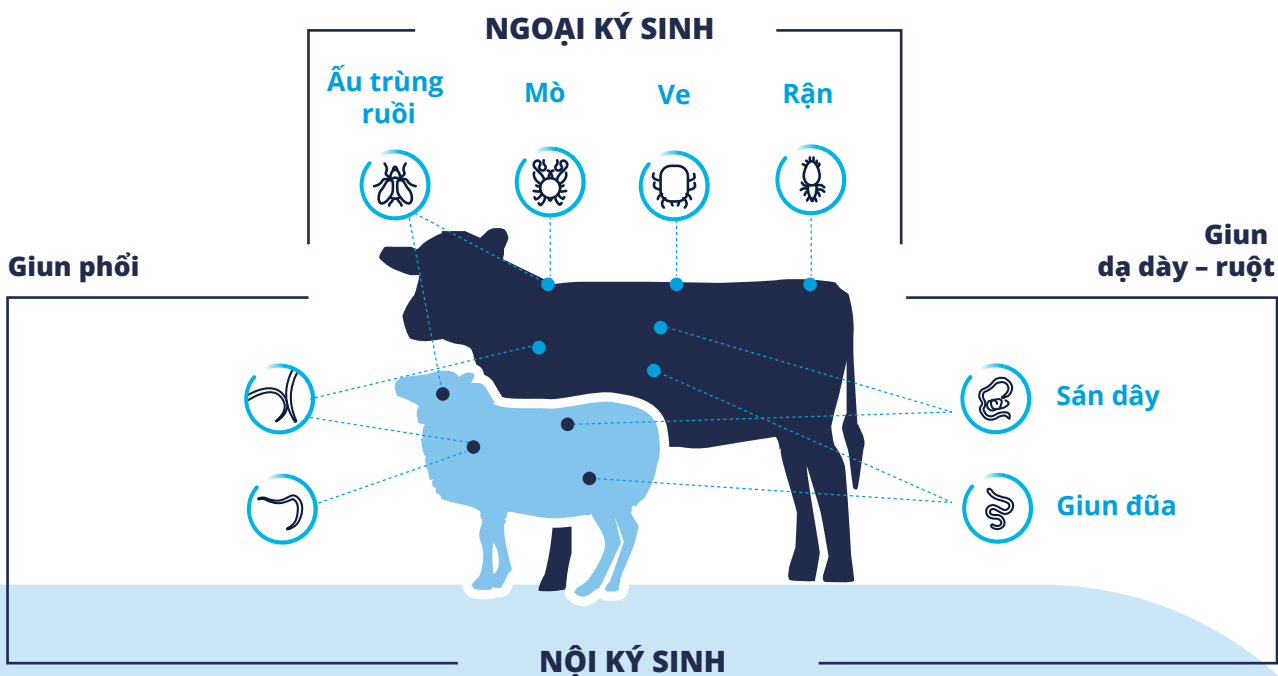 NGOẠI KÝ SINH
Ấu trùng
ruồi
Mò
Ve
Rận
Giun phổi
Giun
dạ dày – ruột
Sán dây
Giun đũa
NỘI KÝ SINH